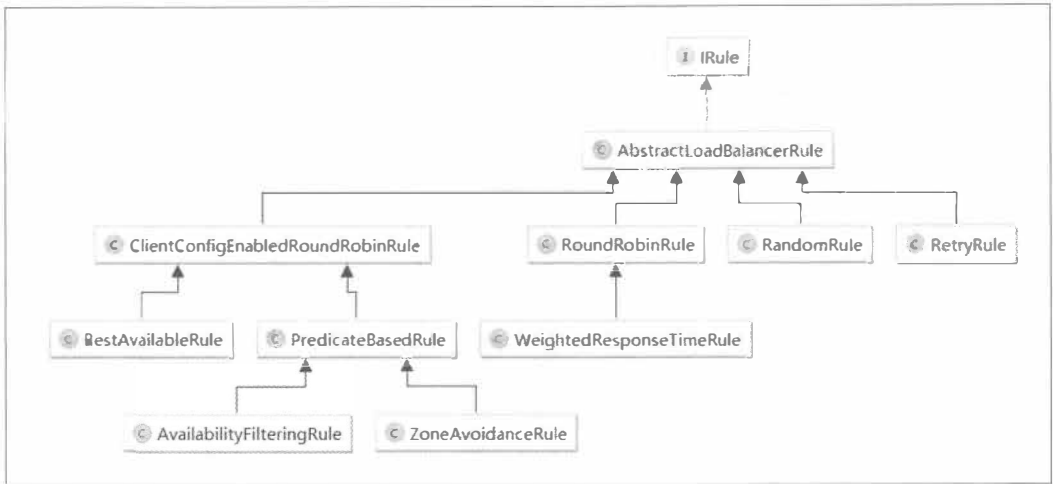 I IRule
C AbstractLoadBalancerRule
C ClientConfigEnabledRoundRobinRule
C RoundRobinRule
C RandomRule
C RetryRule
C BestAvailableRule
C PredicateBasedRule
C WeightedResponseTimeRule
C AvailabilityFilteringRule
C ZoneAvoidanceRule